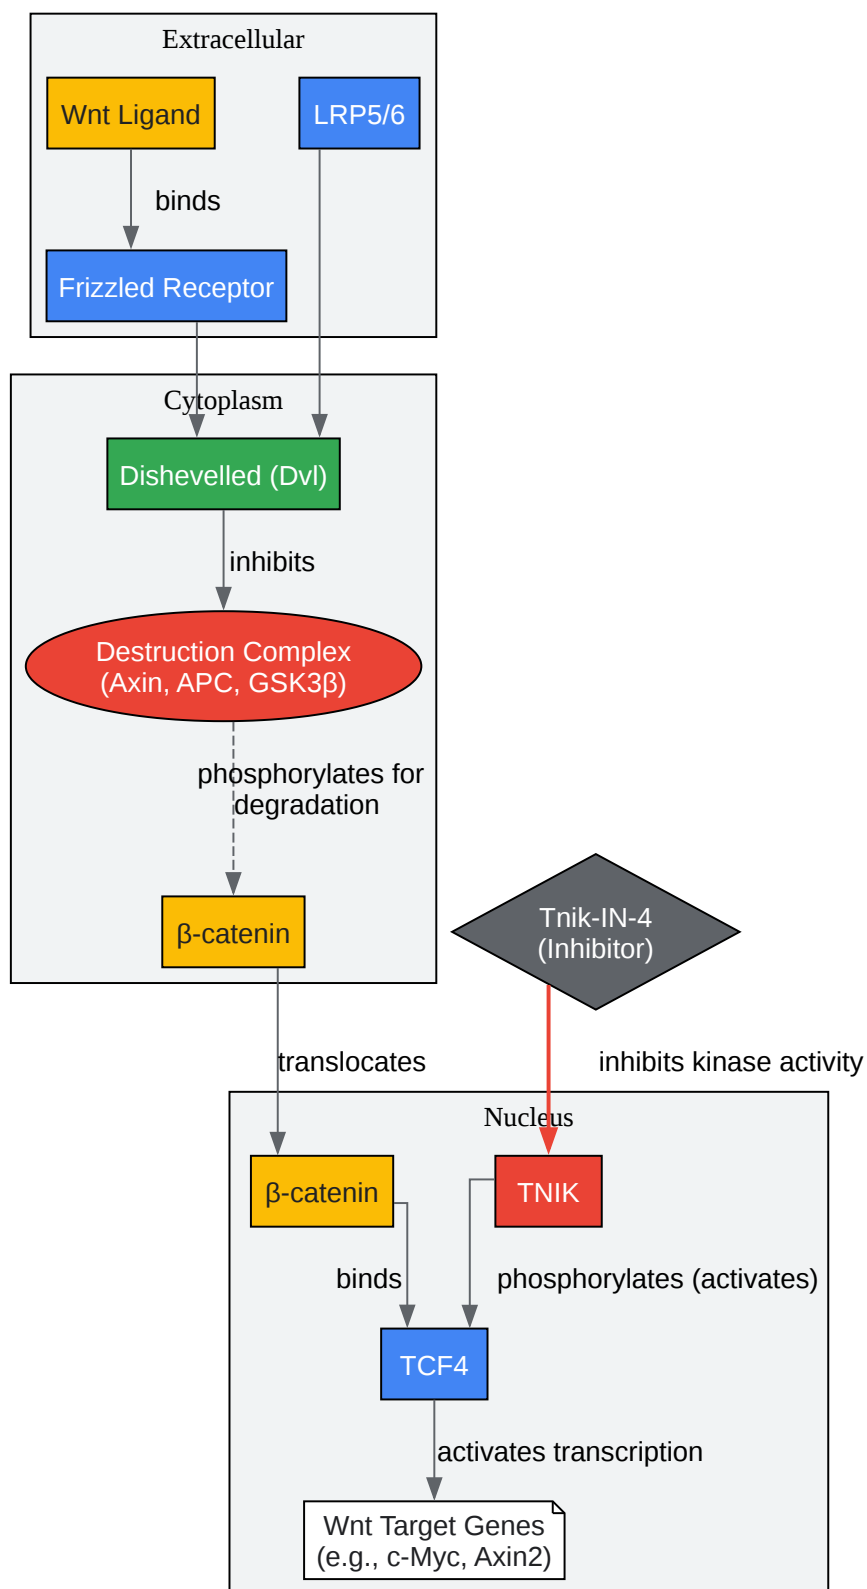 Extracellular
Wnt Ligand
LRP5/6
binds
Frizzled Receptor
Cytoplasm
Dishevelled (Dvl)
inhibits
Destruction Complex
(Axin, APC, GSK3β)
phosphorylates for
degradation
β-catenin
Tnik-IN-4
(Inhibitor)
translocates
inhibits kinase activity
Nucleus
β-catenin
TNIK
binds
phosphorylates (activates)
TCF4
activates transcription
Wnt Target Genes
(e.g., c-Myc, Axin2)